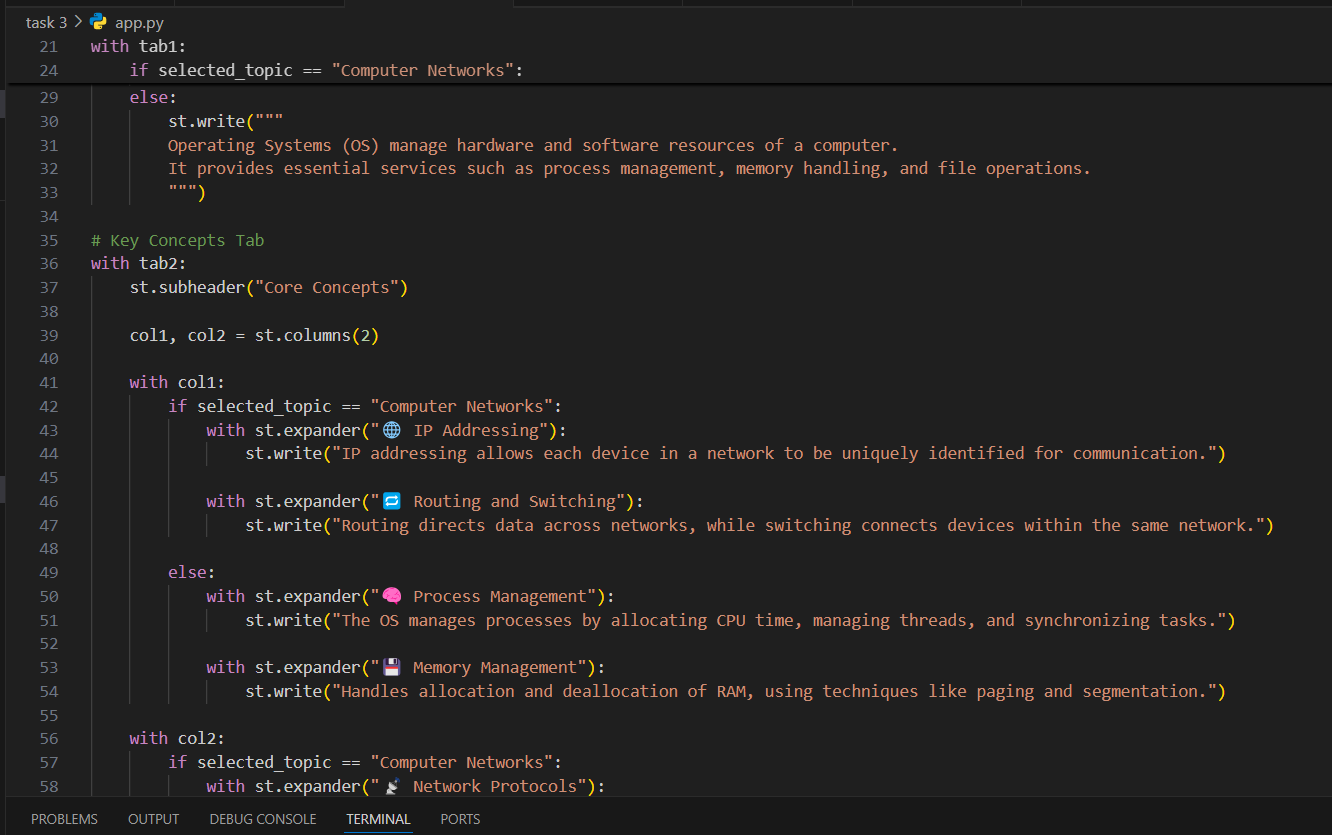 task 3 > app.py
21 with tab1:
24     if selected_topic == "Computer Networks":
29     else:
30         st.write("""
31         Operating Systems (OS) manage hardware and software resources of a computer.
32         It provides essential services such as process management, memory handling, and file operations.
33         """)
34
35 # Key Concepts Tab
36 with tab2:
37     st.subheader("Core Concepts")
38
39     col1, col2 = st.columns(2)
40
41     with col1:
42         if selected_topic == "Computer Networks":
43             with st.expander("🌐 IP Addressing"):
44                 st.write("IP addressing allows each device in a network to be uniquely identified for communication.")
45
46             with st.expander("🔁 Routing and Switching"):
47                 st.write("Routing directs data across networks, while switching connects devices within the same network.")
48
49         else:
50             with st.expander("🧠 Process Management"):
51                 st.write("The OS manages processes by allocating CPU time, managing threads, and synchronizing tasks.")
52
53             with st.expander("💾 Memory Management"):
54                 st.write("Handles allocation and deallocation of RAM, using techniques like paging and segmentation.")
55
56     with col2:
57         if selected_topic == "Computer Networks":
58             with st.expander("📡 Network Protocols"):
PROBLEMS OUTPUT DEBUG CONSOLE TERMINAL PORTS